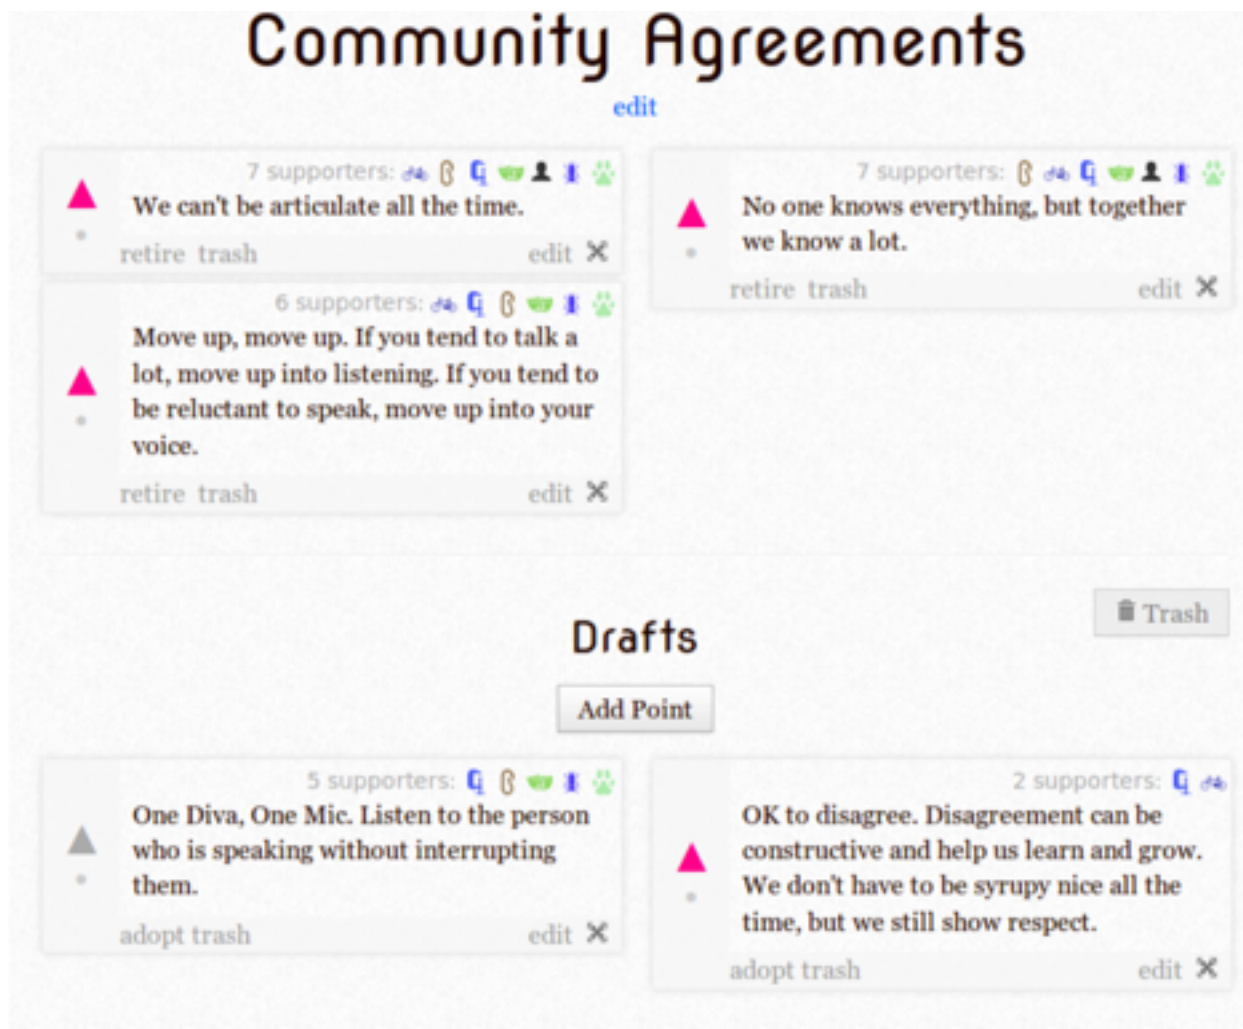 Community Agreements
edit
7 supporters:
We can't be articulate all the time.
retire trash edit
7 supporters:
No one knows everything, but together
we know a lot.
retire trash edit
6 supporters:
Move up, move up. If you tend to talk a
lot, move up into listening. If you tend to
be reluctant to speak, move up into your
voice.
retire trash edit
Trash
Drafts
Add Point
5 supporters:
One Diva, One Mic. Listen to the person
who is speaking without interrupting
them.
adopt trash edit
2 supporters:
OK to disagree. Disagreement can be
constructive and help us learn and grow.
We don't have to be syrupy nice all the
time, but we still show respect.
adopt trash edit